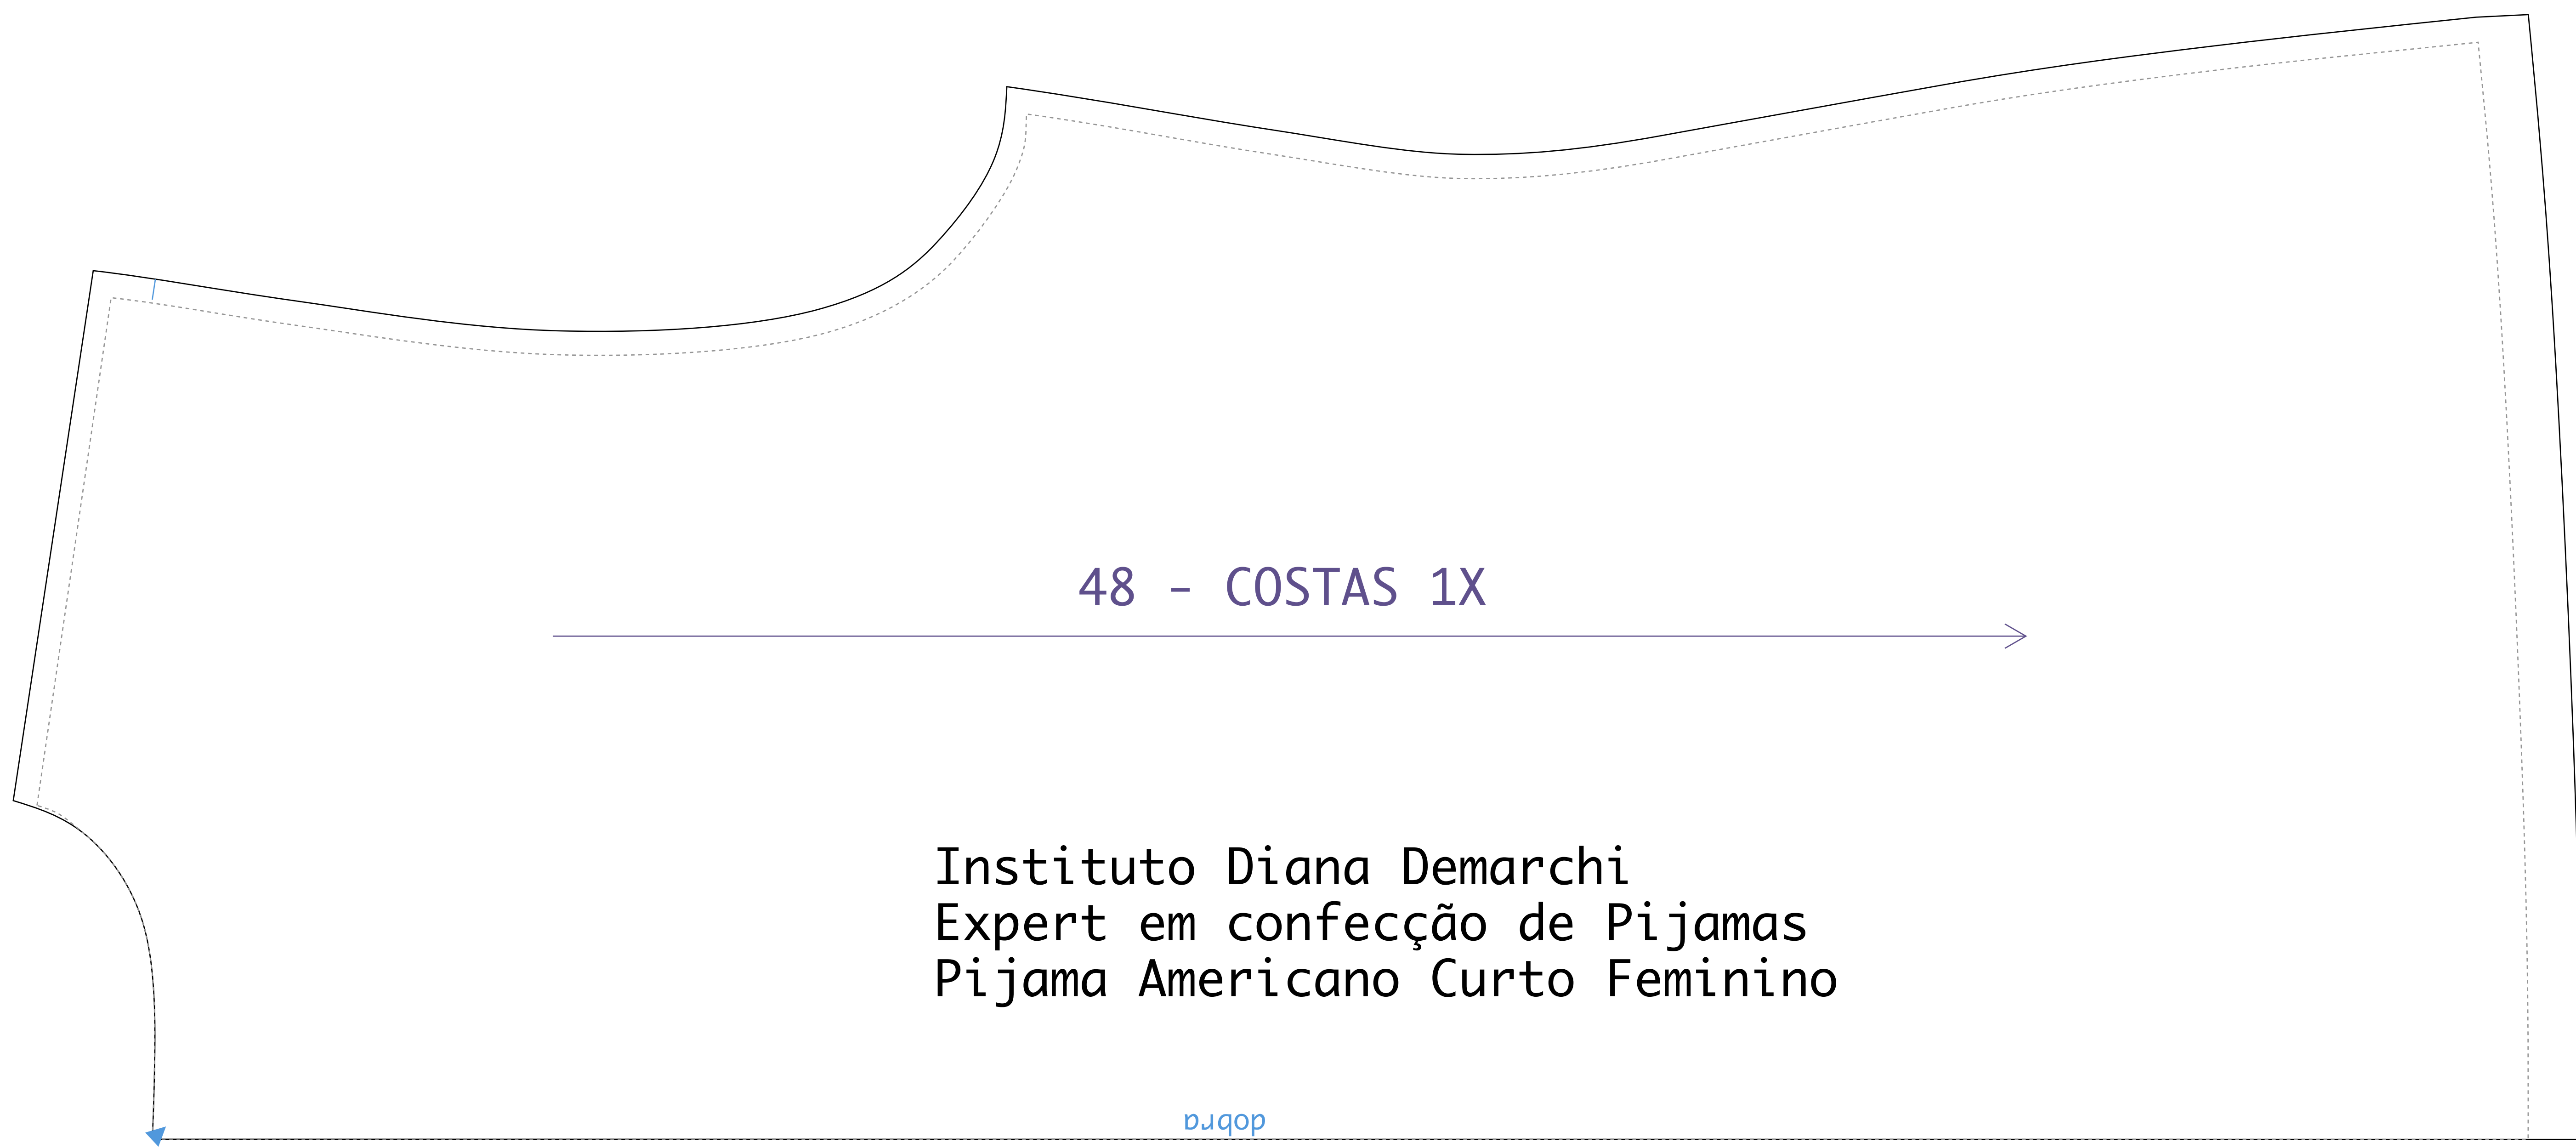 48 - COSTAS 1X
Instituto Diana Demarchi
Expert em confecção de Pijamas
Pijama Americano Curto Feminino
dobra